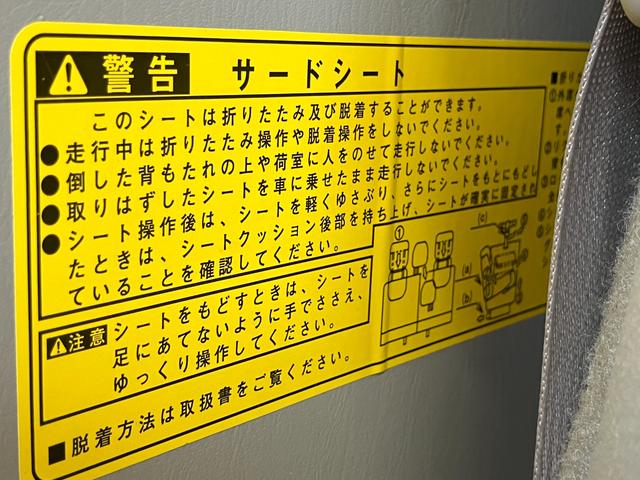 警告 サードシート
このシートは折りたたみ及び脱着することができます。
●走行中は折りたたみ操作や脱着操作をしないでください。
●倒した背もたれの上や荷室に人をのせて走行しないでください。
●取りはずしたシートを車に乗せたまま走行しないでください。
●シート操作後は、シートを軽くゆさぶり、さらにシートをもとにもどし
たときは、シートクッション後部を持ち上げ、シートが確実に固定され
ていることを確認してください。
注意
シートをもどすときは、シートを
足にあてないように手でささえ、
ゆっくり操作してください。
■脱着方法は取扱書をご覧ください。
①
(c)
(a)
(b)
■折り
①外席